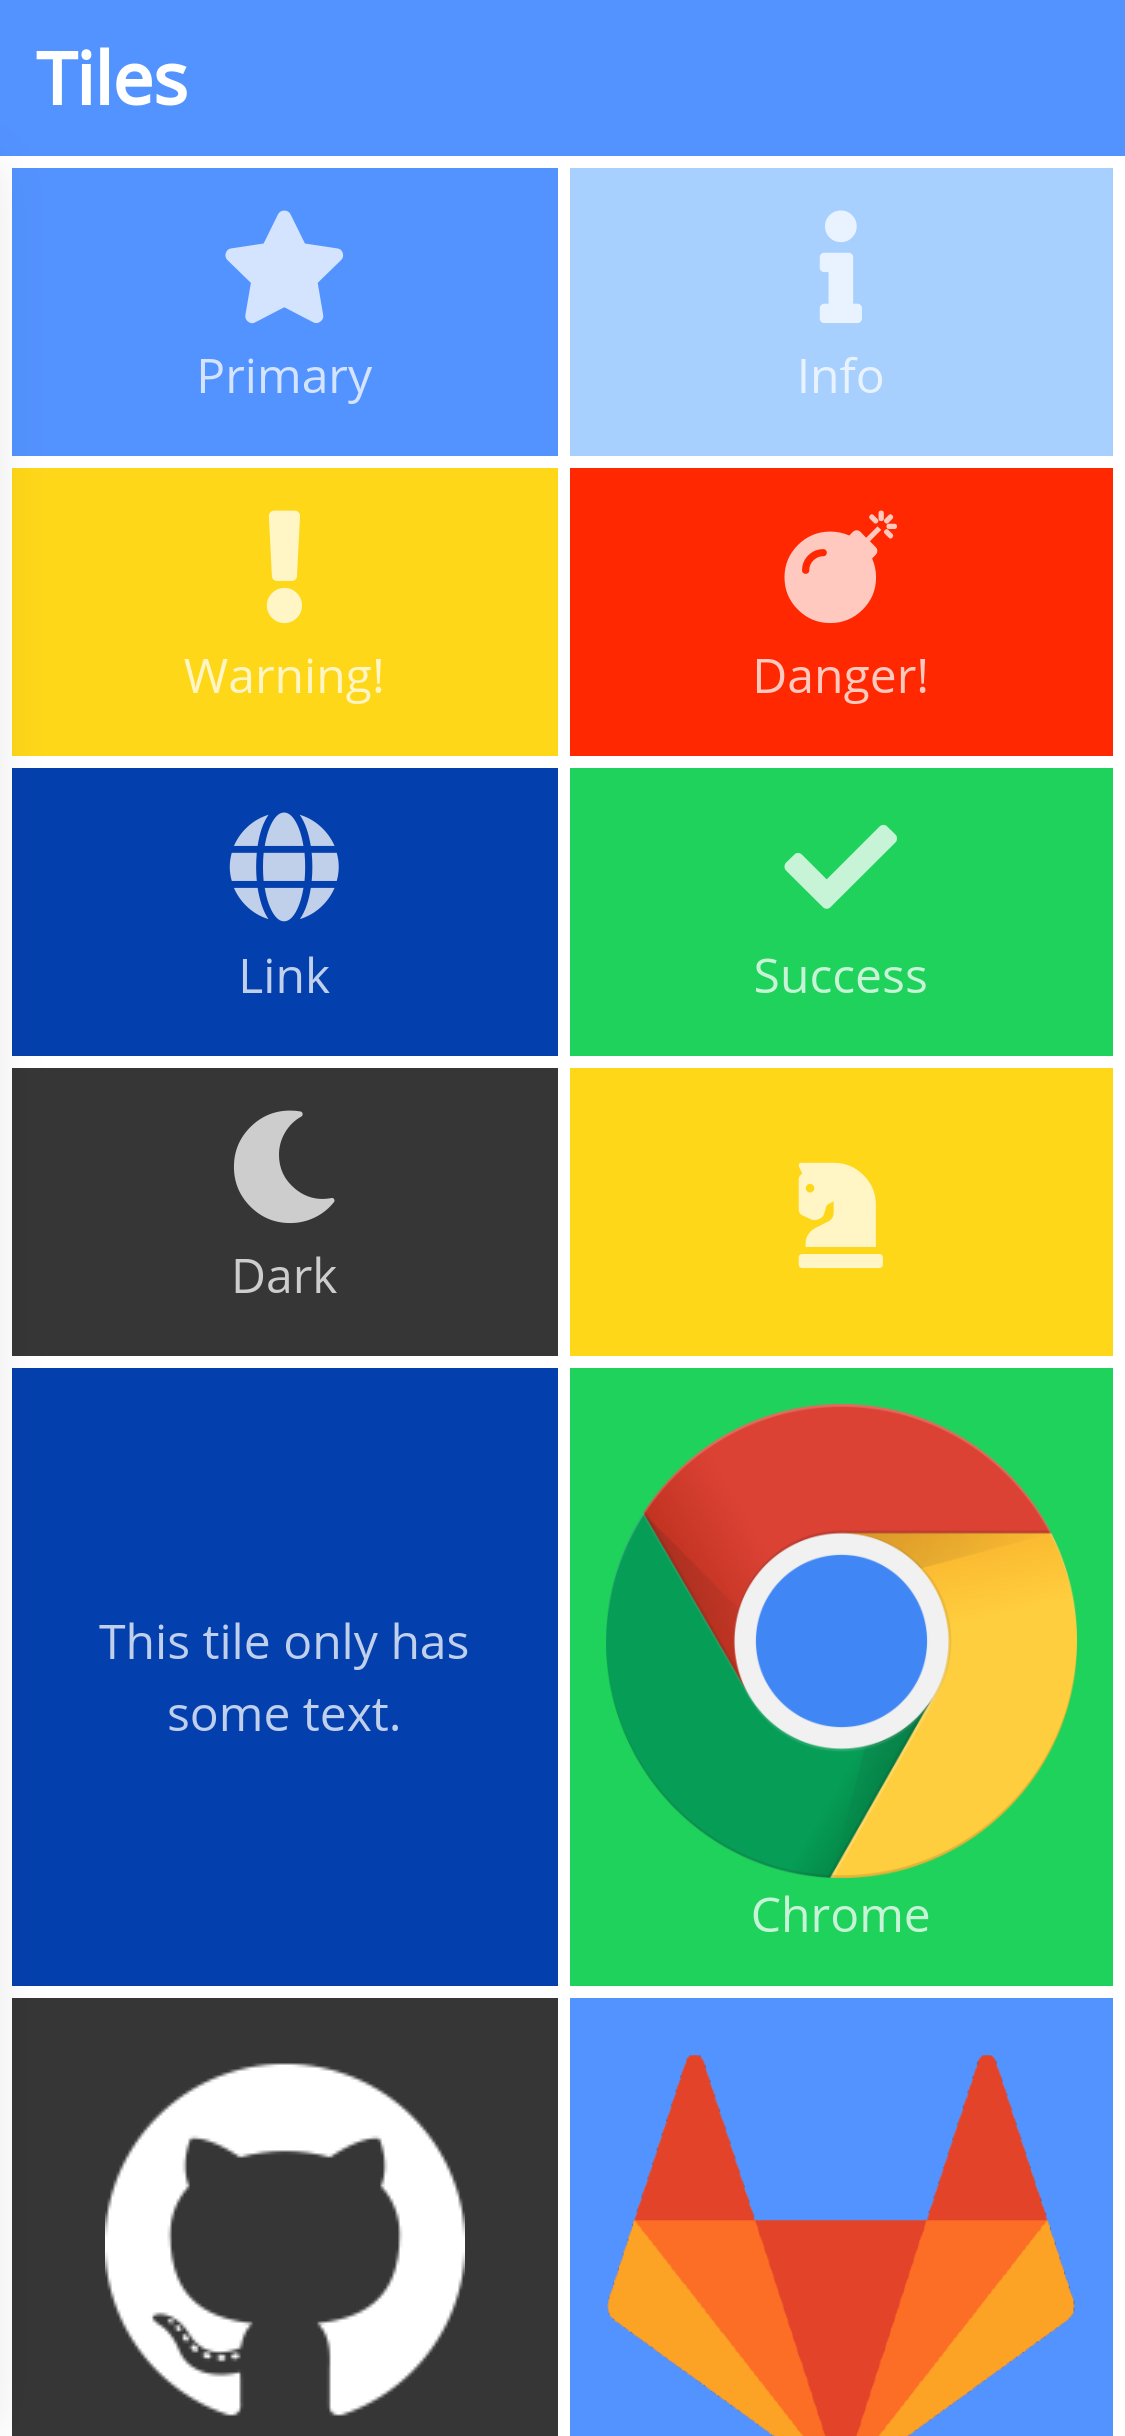 Tiles
Primary
Info
Warning!
Danger!
Link
Success
Dark
This tile only has
some text.
Chrome